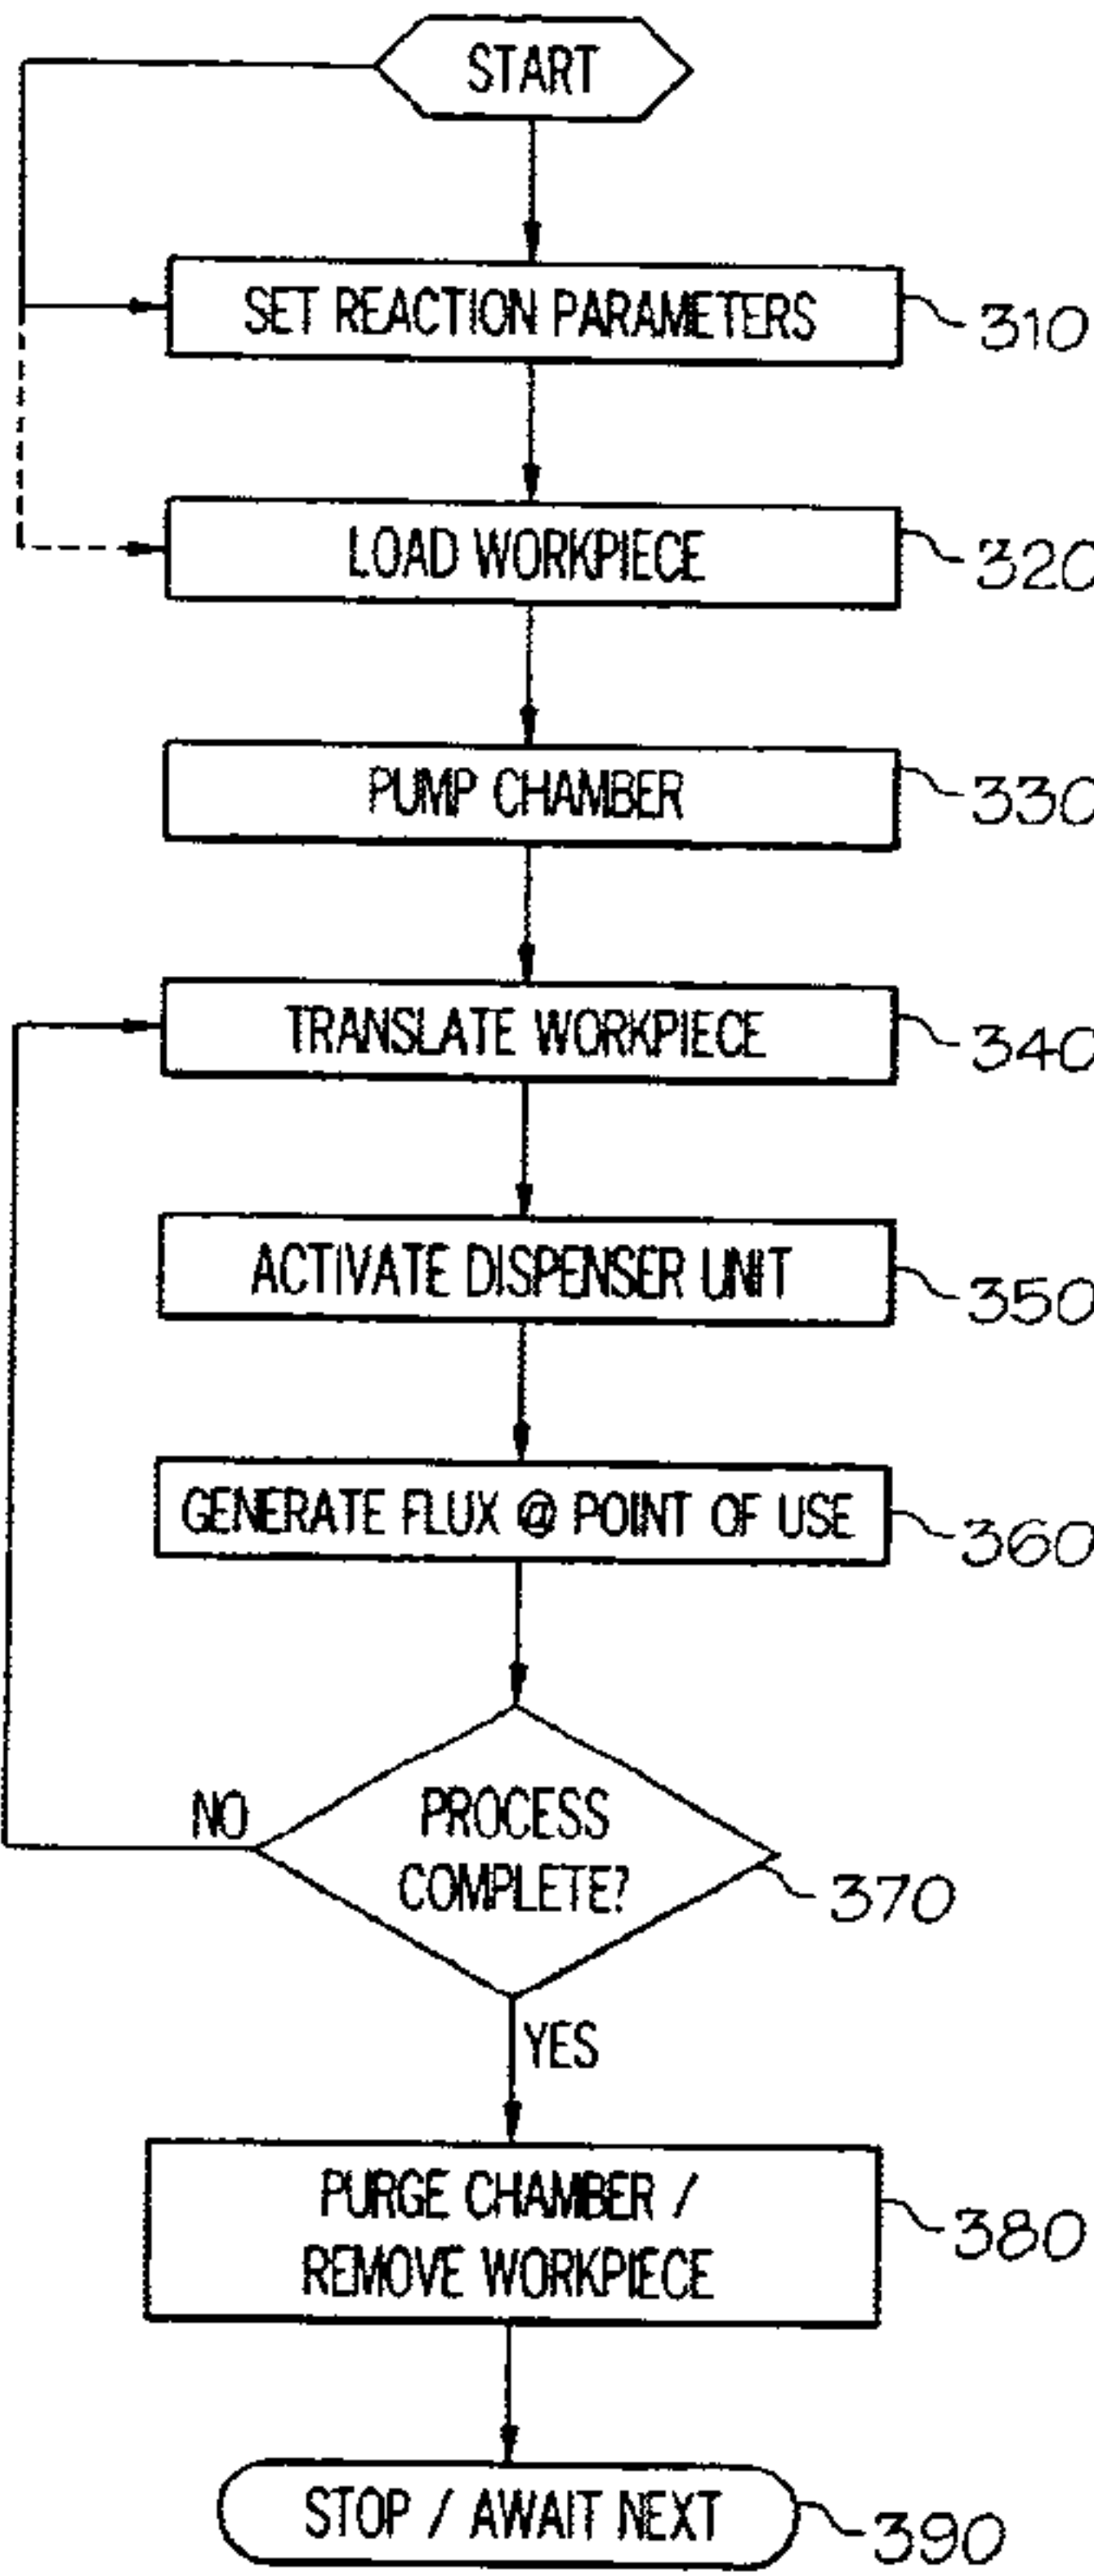 START
SET REACTION PARAMETERS
310
LOAD WORKPIECE
320
PUMP CHAMBER
330
TRANSLATE WORKPIECE
340
ACTIVATE DISPENSER UNIT
350
GENERATE FLUX @ POINT OF USE
360
NO
PROCESS
COMPLETE?
370
YES
PURGE CHAMBER /
REMOVE WORKPIECE
380
STOP / AWAIT NEXT
390